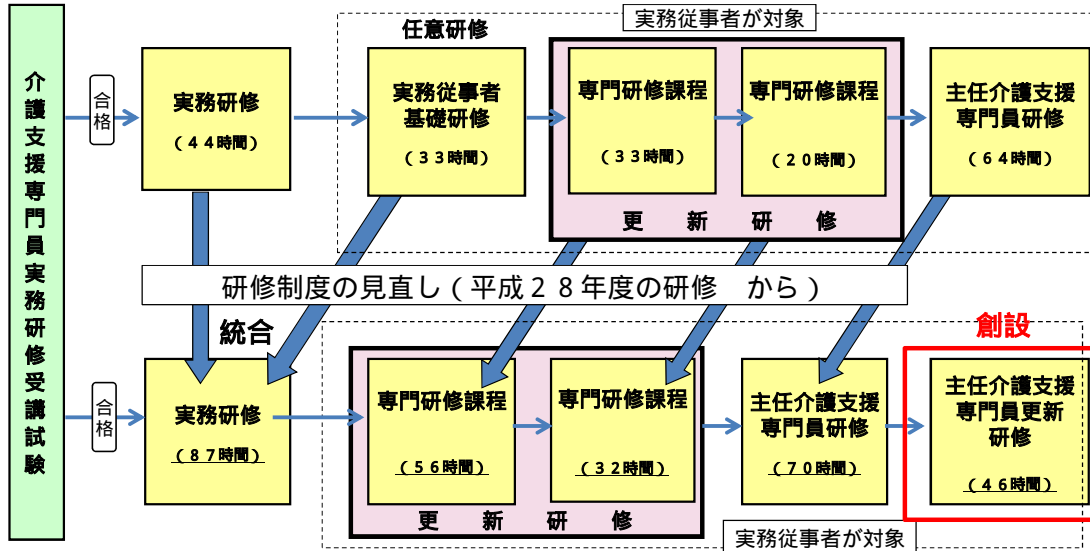 介護支援専門員実務研修受講試験
実務従事者が対象
任意研修
合格
実務研修
(44時間)
実務従事者
基礎研修
(33時間)
専門研修課程
(33時間)
専門研修課程
(20時間)
主任介護支援
専門員研修
(64時間)
更新研修
研修制度の見直し(平成28年度の研修 から)
統合
創設
合格
実務研修
(87時間)
専門研修課程
(56時間)
専門研修課程
(32時間)
主任介護支援
専門員研修
(70時間)
主任介護支援
専門員更新
研修
(46時間)
更新研修
実務従事者が対象